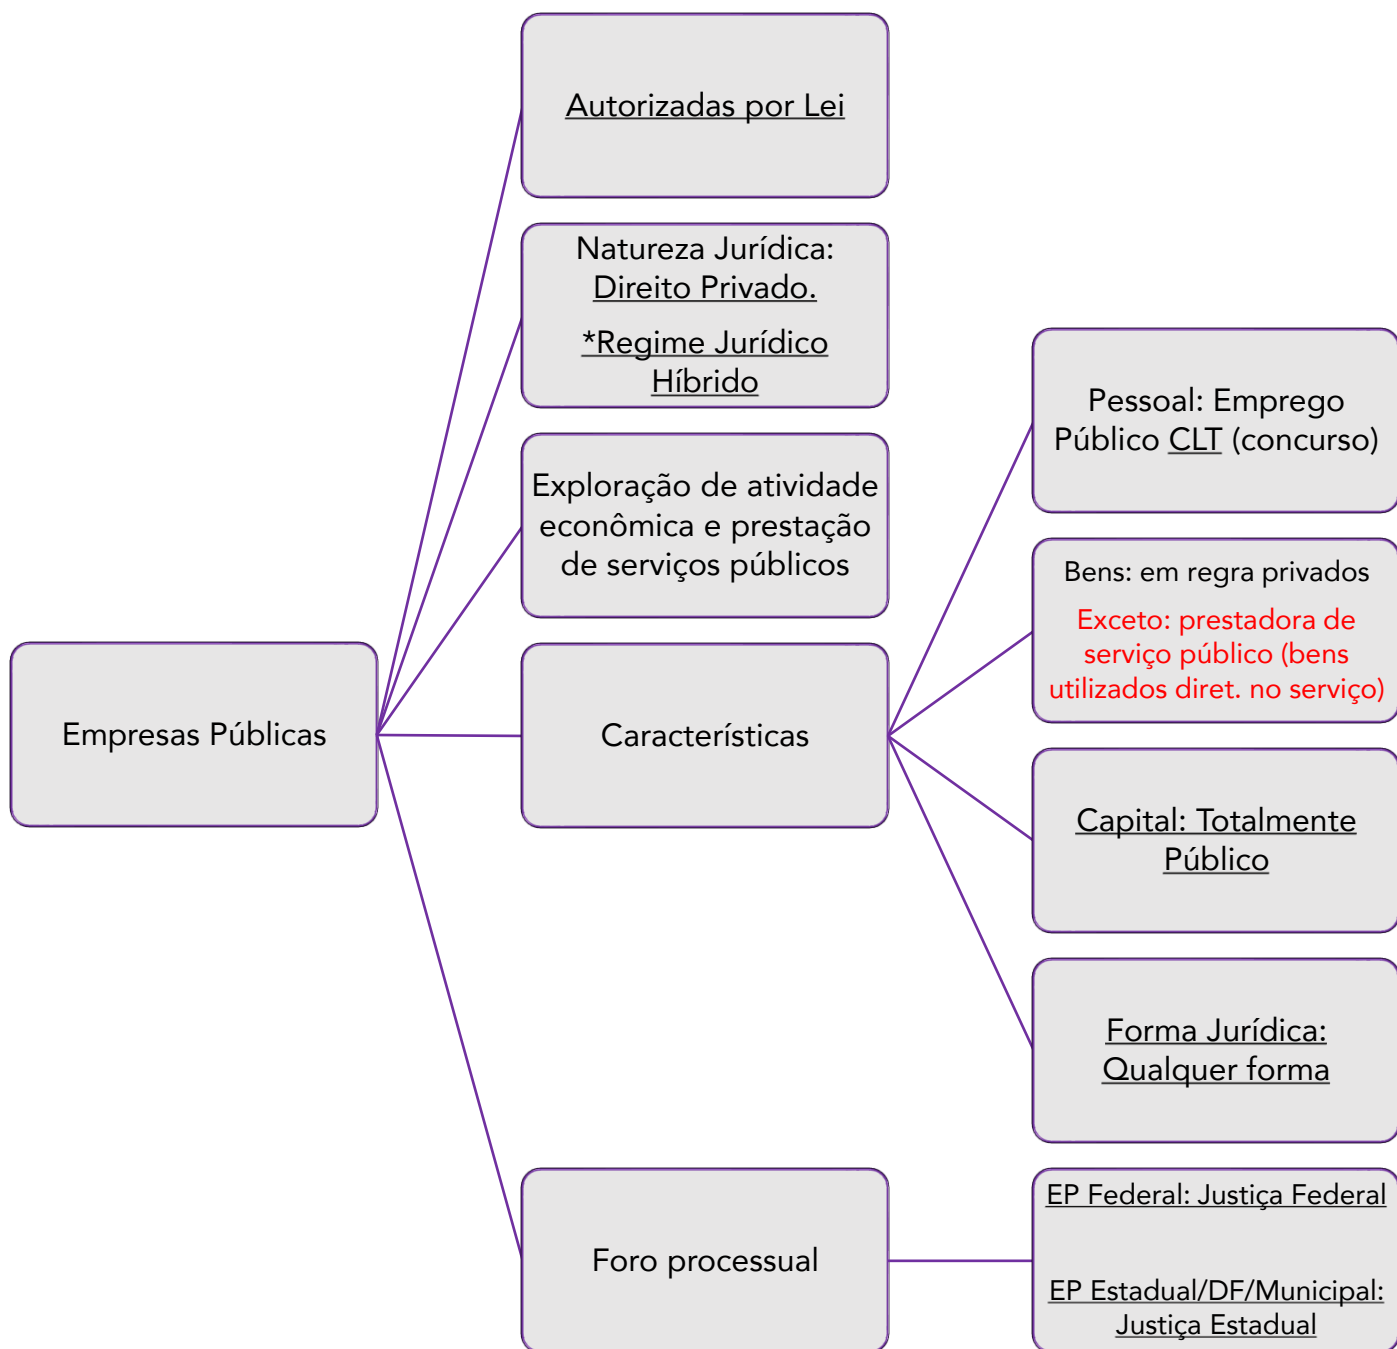 Autorizadas por Lei
Natureza Jurídica:
Direito Privado.
*Regime Jurídico
Híbrido
Exploração de atividade
econômica e prestação
de serviços públicos
Empresas Públicas
Características
Pessoal: Emprego
Público CLT (concurso)
Bens: em regra privados
Exceto: prestadora de
serviço público (bens
utilizados diret. no serviço)
Capital: Totalmente
Público
Forma Jurídica:
Qualquer forma
Foro processual
EP Federal: Justiça Federal
EP Estadual/DF/Municipal:
Justiça Estadual